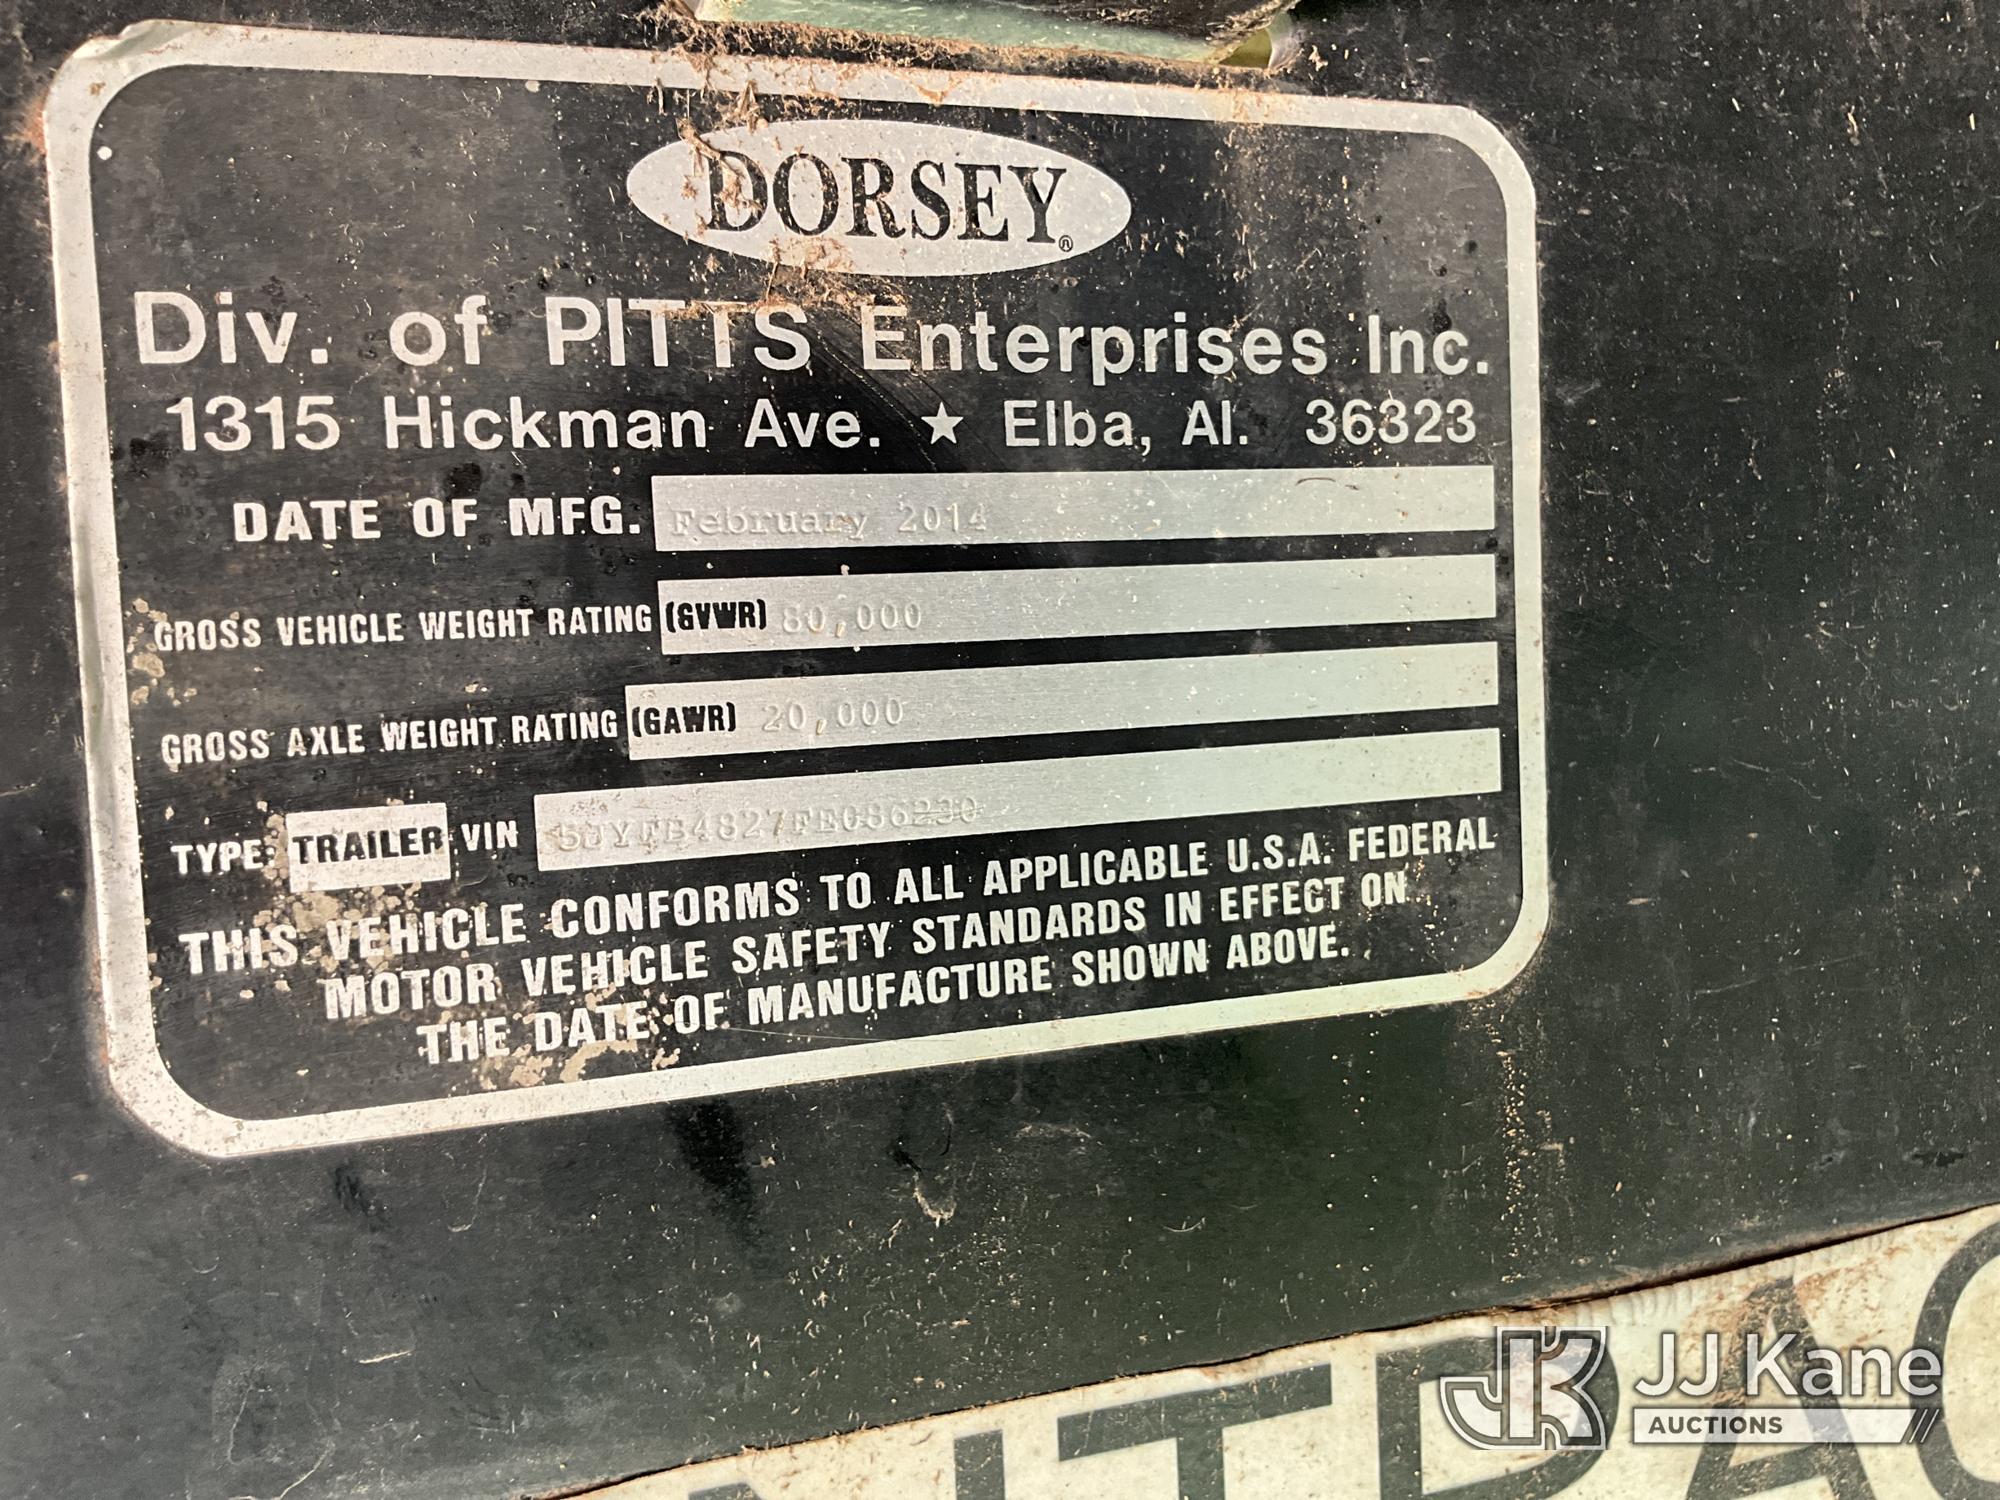 DORSEY®
Div. of PITTS Enterprises Inc.
1315 Hickman Ave. ★ Elba, Al. 36323
DATE OF MFG. February 2014
GROSS VEHICLE WEIGHT RATING (GVWR) 80,000
GROSS AXLE WEIGHT RATING (GAWR) 20,000
TYPE: TRAILER VIN 5JYFB4827FE086230
THIS VEHICLE CONFORMS TO ALL APPLICABLE U.S.A. FEDERAL
MOTOR VEHICLE SAFETY STANDARDS IN EFFECT ON
THE DATE OF MANUFACTURE SHOWN ABOVE.
JK JJ Kane
AUCTIONS